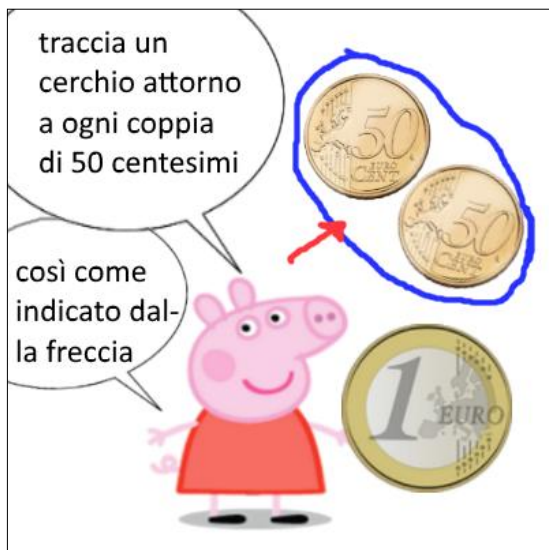 traccia un
cerchio attorno
a ogni coppia
di 50 centesimi
50
EURO
CENT
50
EURO
CENT
così come
indicato dal-
la freccia
1
EURO